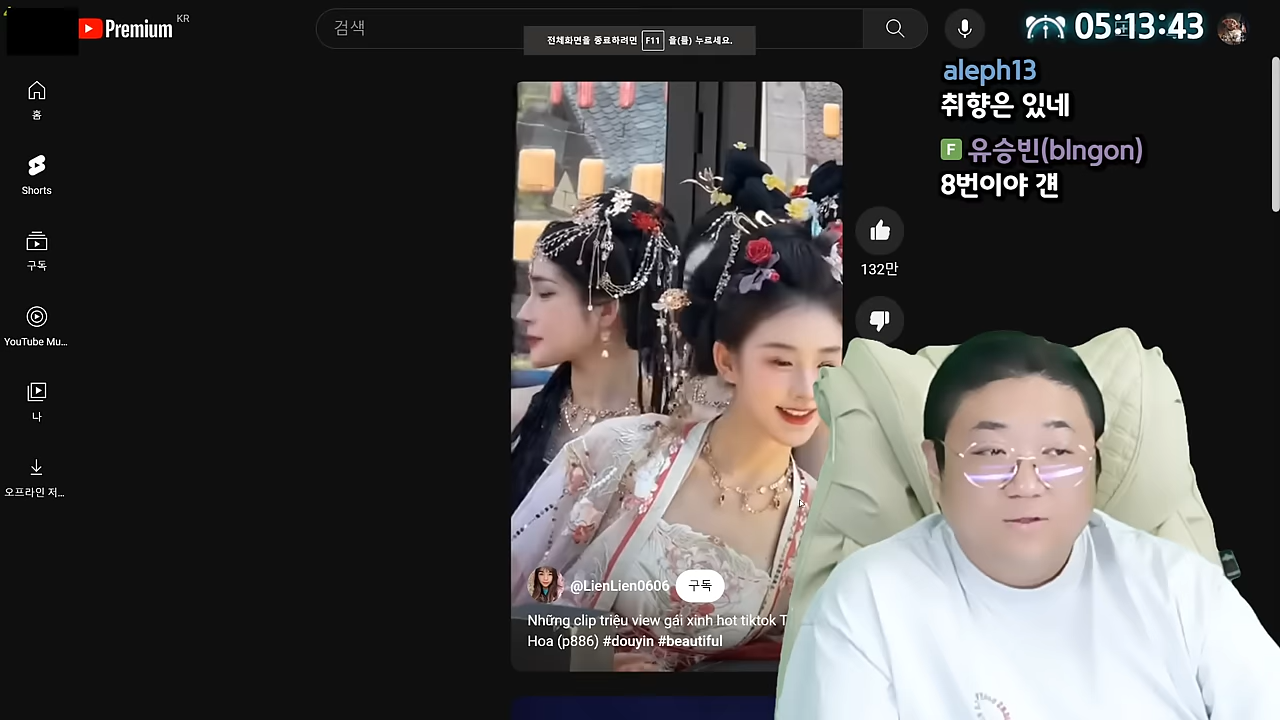 Premium KR
검색
전체화면을 종료하려면 F11 을(를) 누르세요.
05:13:43
aleph13
취향은 있네
F 유승빈(blngon)
8번이야 걘
홈
Shorts
구독
YouTube Mu...
나
오프라인 저...
132만
@LienLien0606 구독
Những clip triệu view gái xinh hot tiktok T
Hoa (p886) #douyin #beautiful